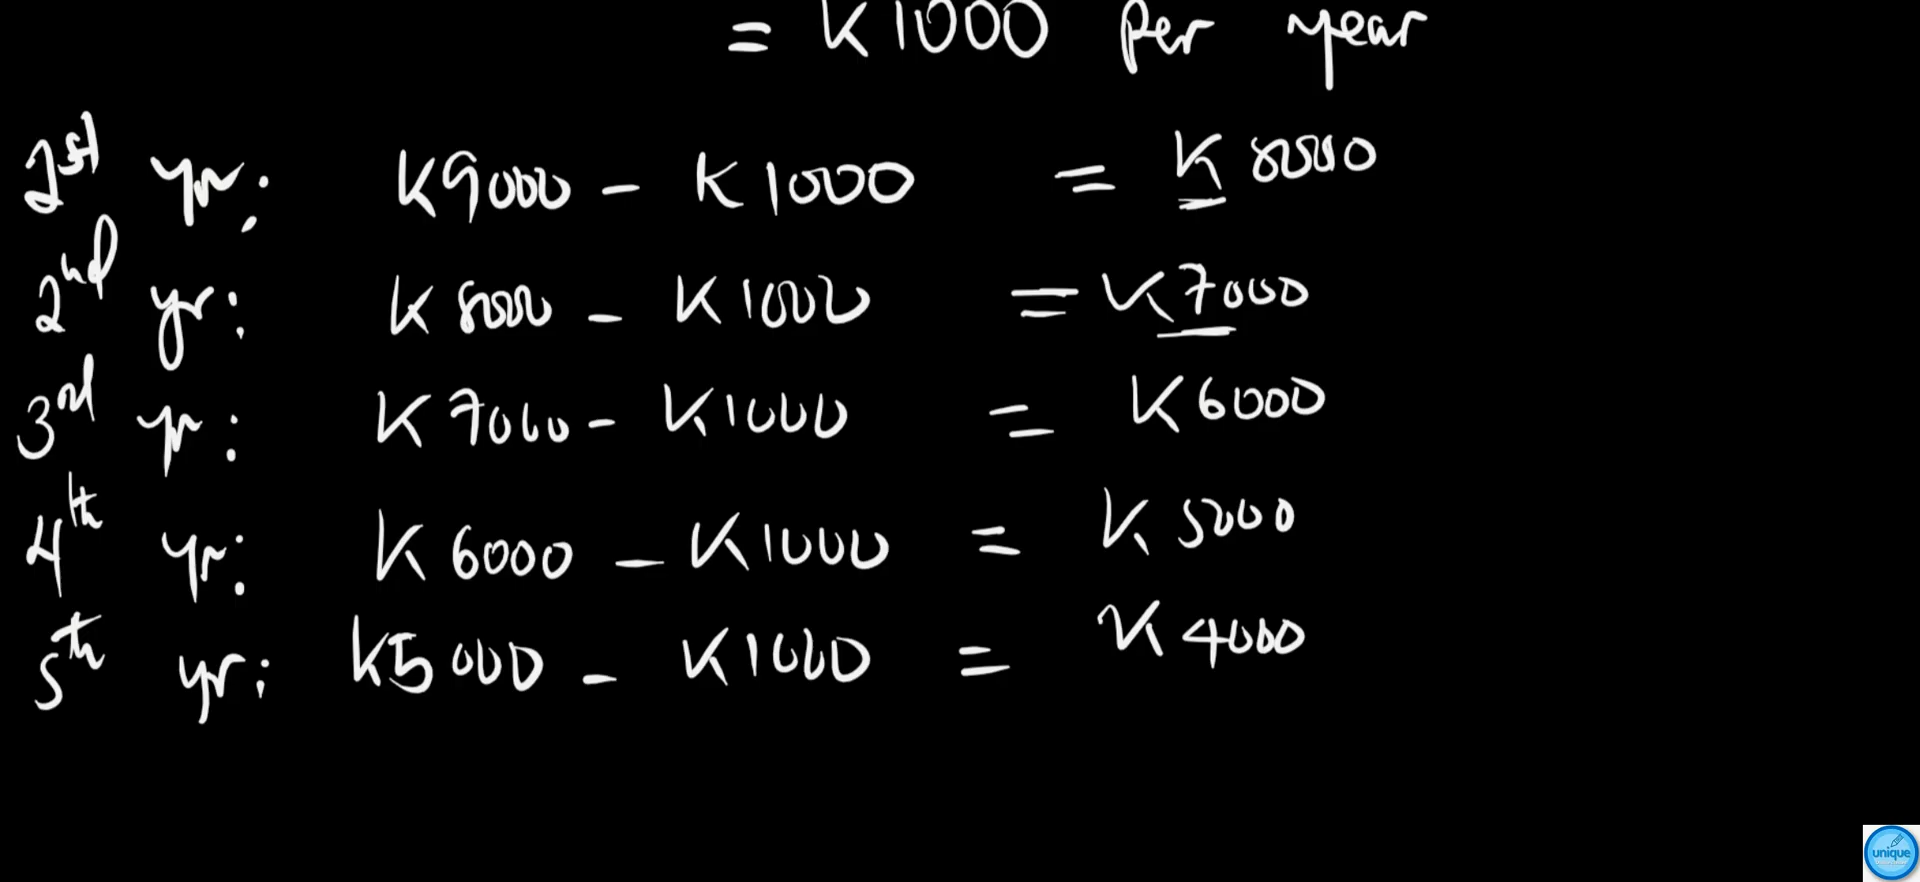 = K1000 per year
1st yr: K9000 - K1000 = K8000
2nd yr: K8000 - K1000 = K7000
3rd yr: K7000 - K1000 = K6000
4th yr: K6000 - K1000 = K5000
5th yr: K5000 - K1000 = K4000
unique